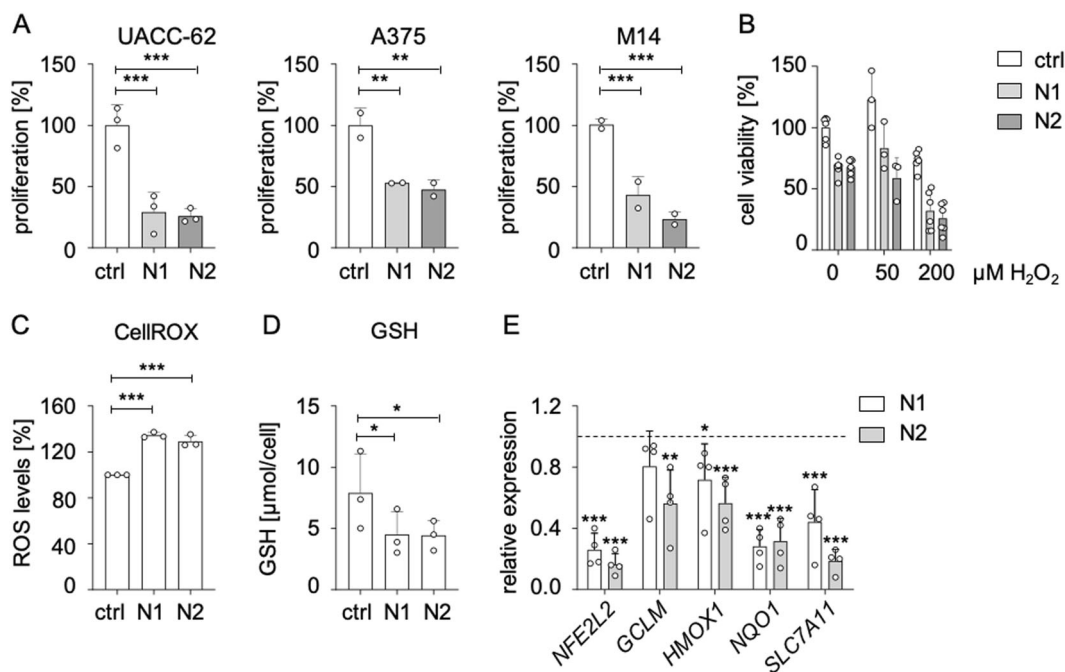 A
UACC-62
A375
M14
proliferation [%]
150
100
50
0
***
***
ctrl N1 N2
proliferation [%]
150
100
50
0
**
**
ctrl N1 N2
proliferation [%]
150
100
50
0
***
***
ctrl N1 N2
B
cell viability [%]
150
100
50
0
0 50 200 µM H₂O₂
ctrl
N1
N2
C
CellROX
ROS levels [%]
160
120
80
40
0
***
***
ctrl N1 N2
D
GSH
GSH [µmol/cell]
15
10
5
0
*
*
ctrl N1 N2
E
relative expression
1.2
0.8
0.4
0.0
*** *** ** * *** *** *** *** ***
NFE2L2 GCLM HMOX1 NQO1 SLC7A11
N1
N2